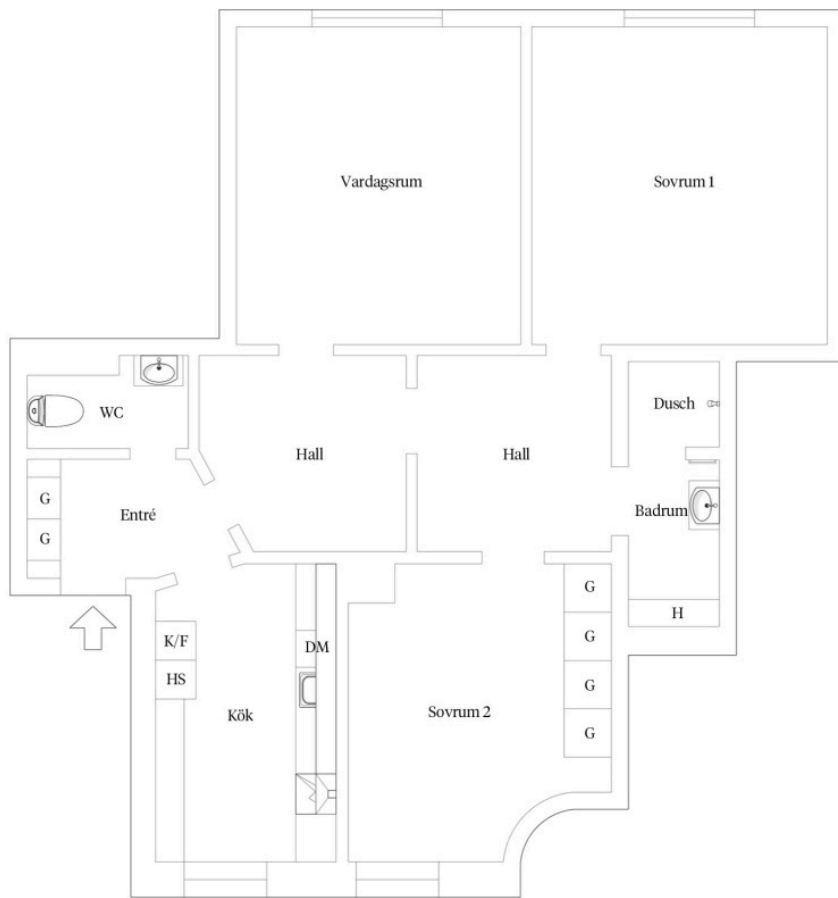 Vardagsrum
Sovrum 1
WC
Dusch
Hall
Hall
G
Entré
G
Badrum
G
H
K/F
DM
G
HS
G
Kök
Sovrum 2
G